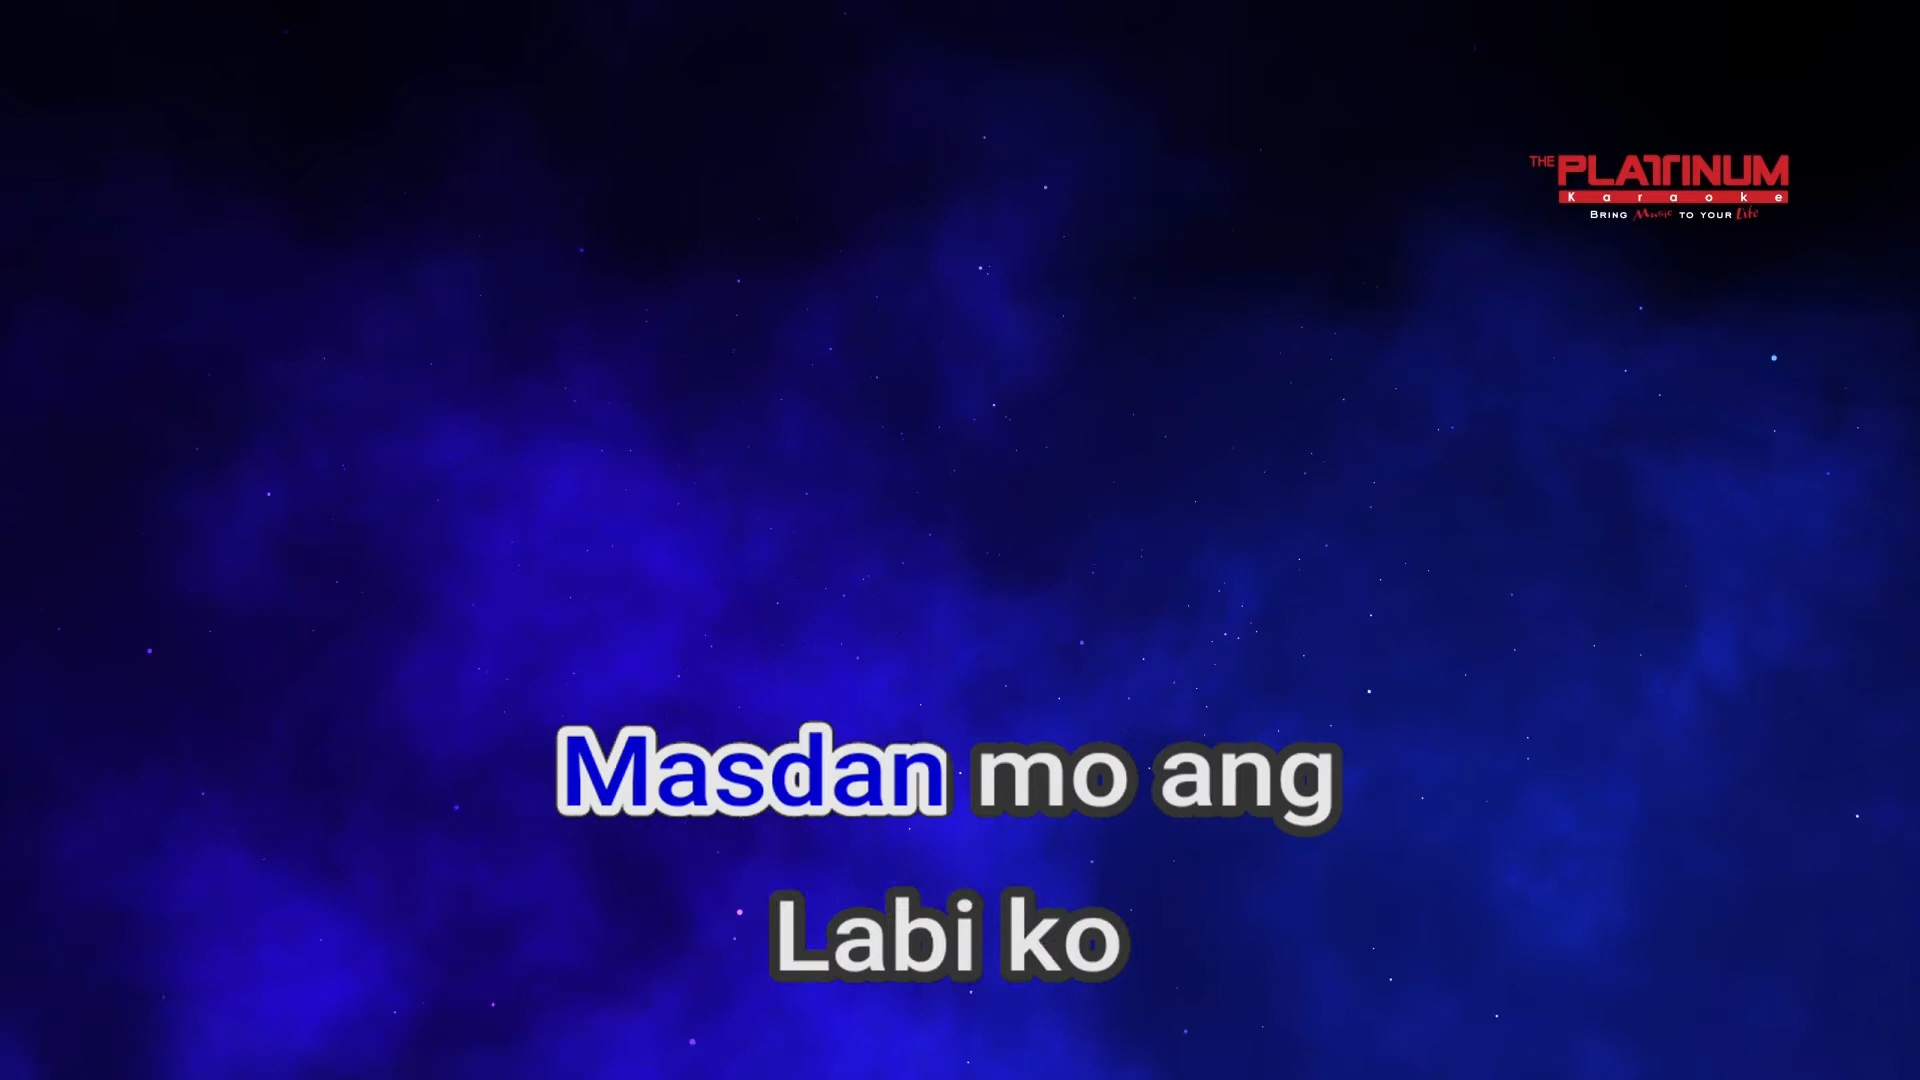 THE PLATINUM
Karaoke
BRING Music TO YOUR Life
Masdan mo ang
Labi ko